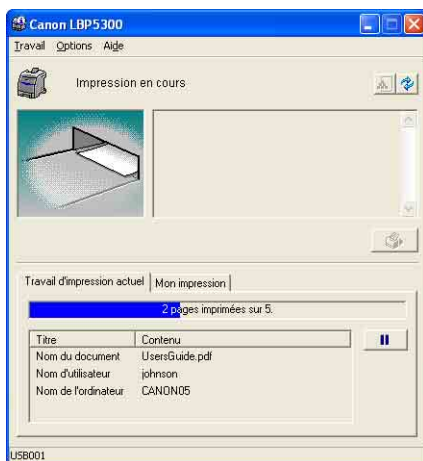 Canon LBP5300
Travail Options Aide
Impression en cours
Travail d'impression actuel Mon impression
2 pages imprimées sur 5.
Titre Contenu
Nom du document UsersGuide.pdf
Nom d'utilisateur johnson
Nom de l'ordinateur CANON05
USB001